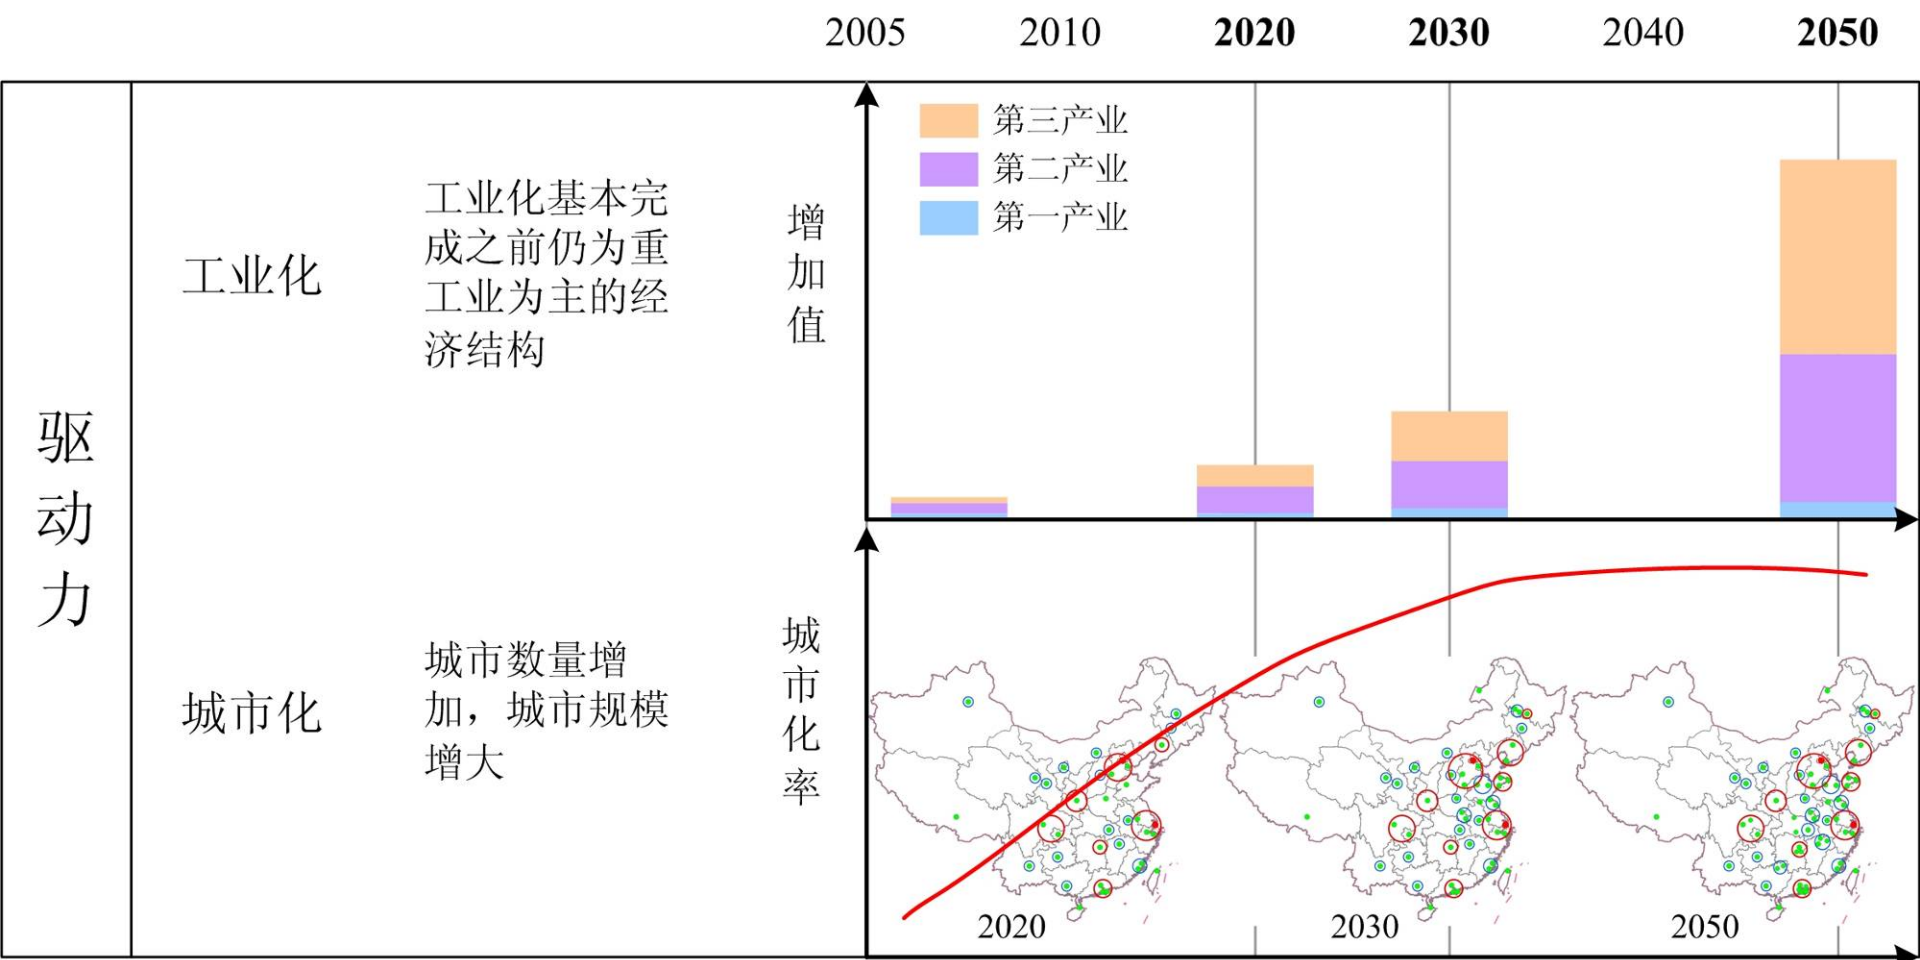 2005 2010 2020 2030 2040 2050
驱动力
工业化
工业化基本完
成之前仍为重
工业为主的经
济结构
增加值
第三产业
第二产业
第一产业
城市化
城市数量增
加，城市规模
增大
城市化率
2020 2030 2050